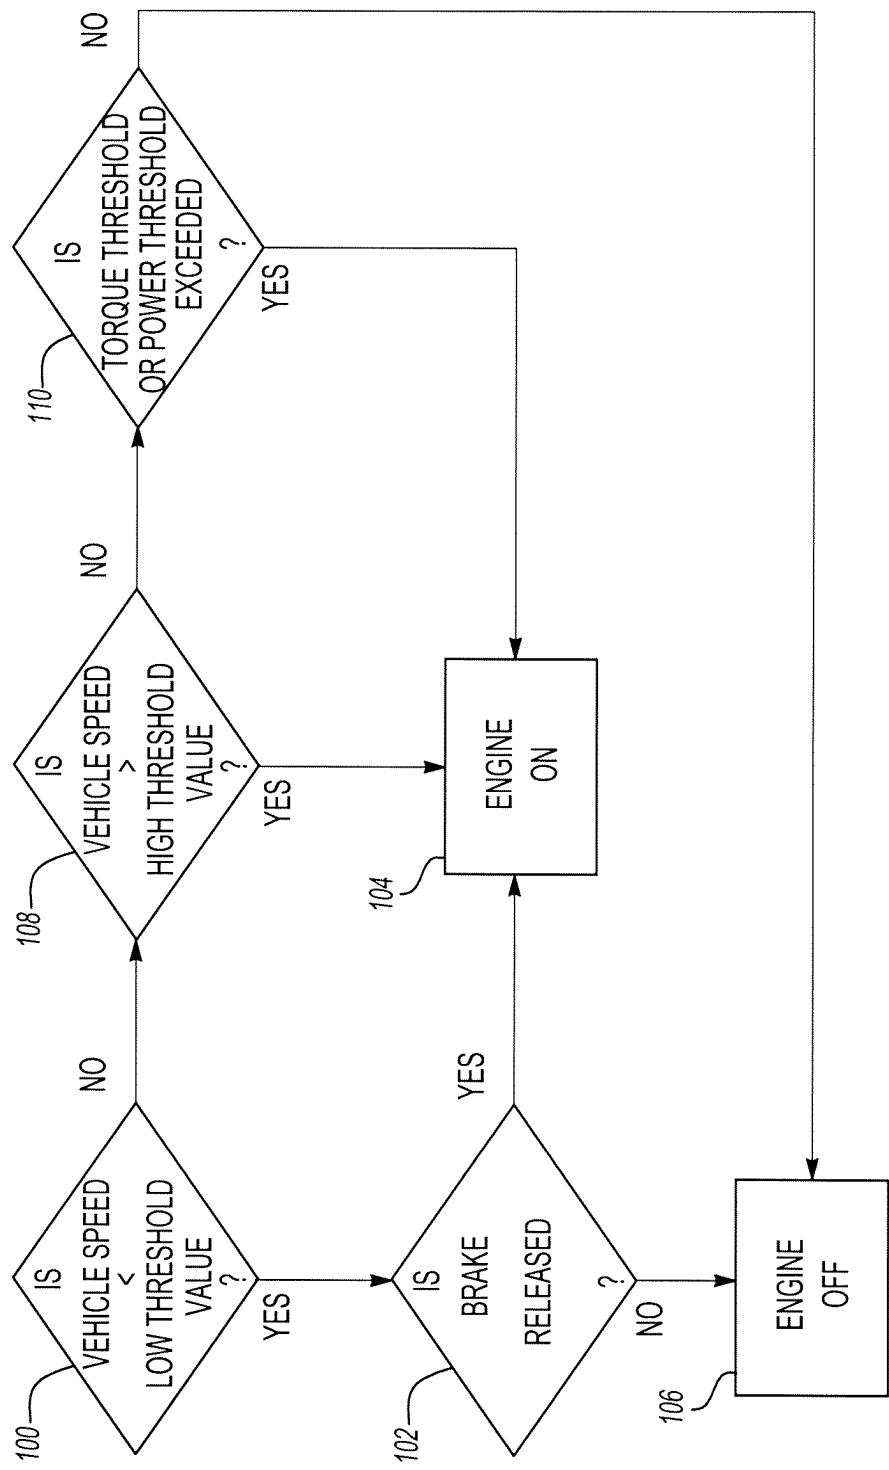 100
IS
VEHICLE SPEED
<
LOW THRESHOLD
VALUE
?
NO
YES
108
IS
VEHICLE SPEED
>
HIGH THRESHOLD
VALUE
?
NO
YES
110
IS
TORQUE THRESHOLD
OR POWER THRESHOLD
EXCEEDED
?
NO
YES
102
IS
BRAKE
RELEASED
?
YES
NO
104
ENGINE
ON
106
ENGINE
OFF